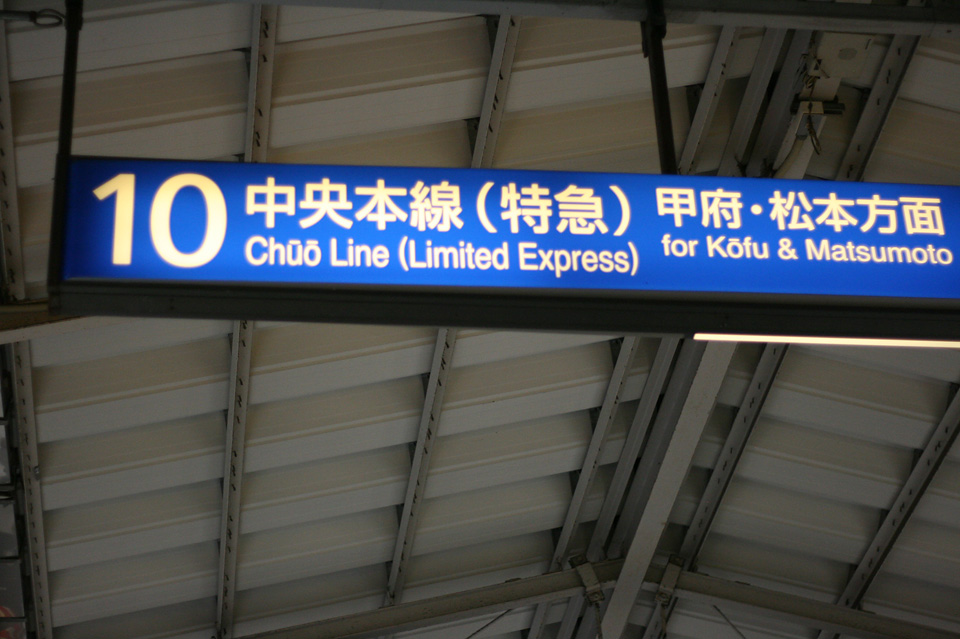 10
中央本線（特急）
Chūō Line (Limited Express)
甲府・松本方面
for Kōfu & Matsumoto